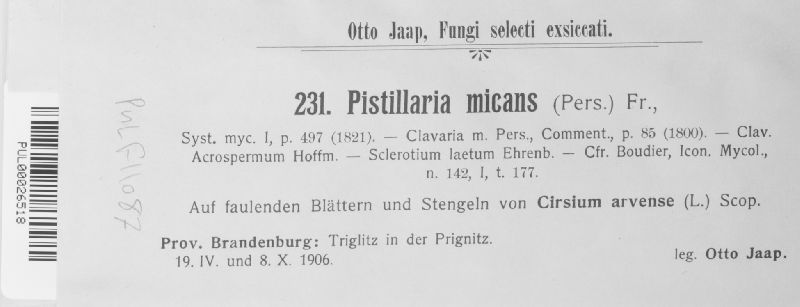 Otto Jaap, Fungi selecti exsiccati.
231. Pistillaria micans (Pers.) Fr.,
Syst. myc. I, p. 497 (1821). — Clavaria m. Pers., Comment., p. 85 (1800). — Clav.
Acrospermum Hoffm. — Sclerotium laetum Ehrenb. — Cfr. Boudier, Icon. Mycol.,
n. 142, I, t. 177.
Auf faulenden Blättern und Stengeln von Cirsium arvense (L.) Scop.
Prov. Brandenburg: Triglitz in der Prignitz.
19. IV. und 8. X. 1906.
leg. Otto Jaap.
PUL F11087
PUL00026518